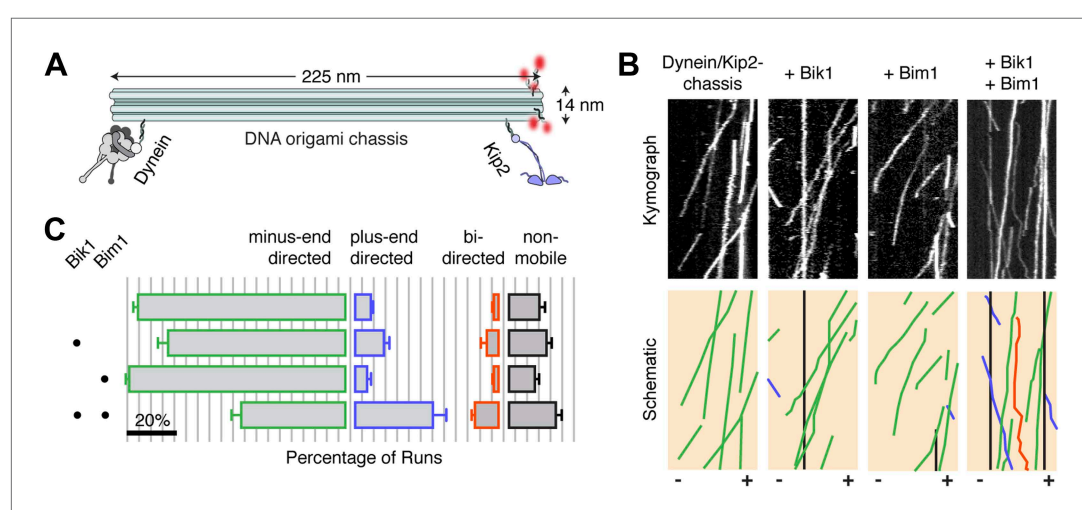 A
225 nm
14 nm
DNA origami chassis
Dynein
Kip2
B
Dynein/Kip2-
chassis
+ Bik1
+ Bim1
+ Bik1
+ Bim1
Kymograph
Schematic
- +
- +
- +
- +
C
Bik1
Bim1
minus-end
directed
plus-end
directed
bi-
directed
non-
mobile
20%
Percentage of Runs